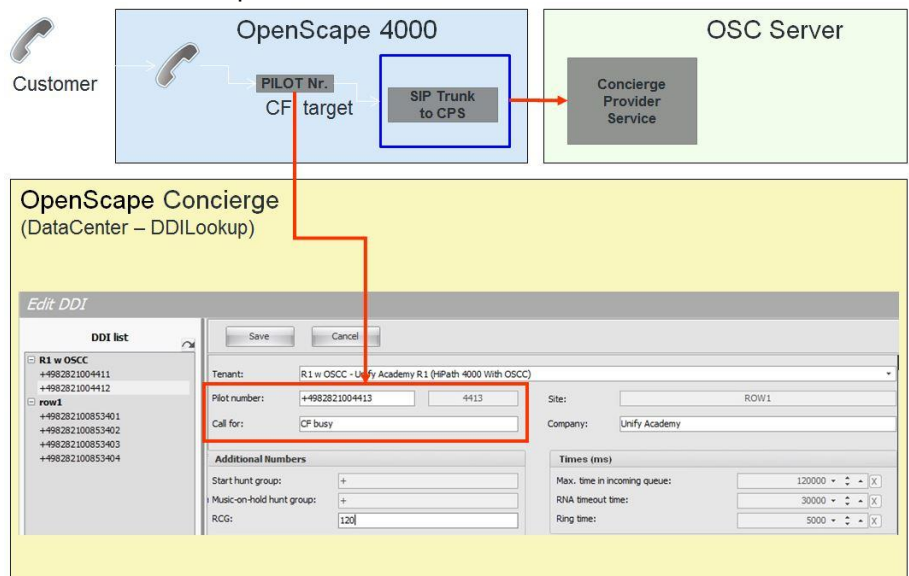 OpenScape 4000
OSC Server
Customer
PILOT Nr.
CF target
SIP Trunk
to CPS
Concierge
Provider
Service
OpenScape Concierge
(DataCenter – DDILookup)
Edit DDI
DDI list
Save
Cancel
R1 w OSCC
+4982821004411
+4982821004412
row1
+498282100853401
+498282100853402
+498282100853403
+498282100853404
Tenant:
R1 w OSCC - Unify Academy R1 (HiPath 4000 With OSCC)
Pilot number:
+4982821004413
4413
Site:
ROW1
Call for:
CF busy
Company:
Unify Academy
Additional Numbers
Times (ms)
Start hunt group:
+
Max. time in incoming queue:
120000
X
Music-on-hold hunt group:
+
RNA timeout time:
30000
X
RCG:
120
Ring time:
5000
X